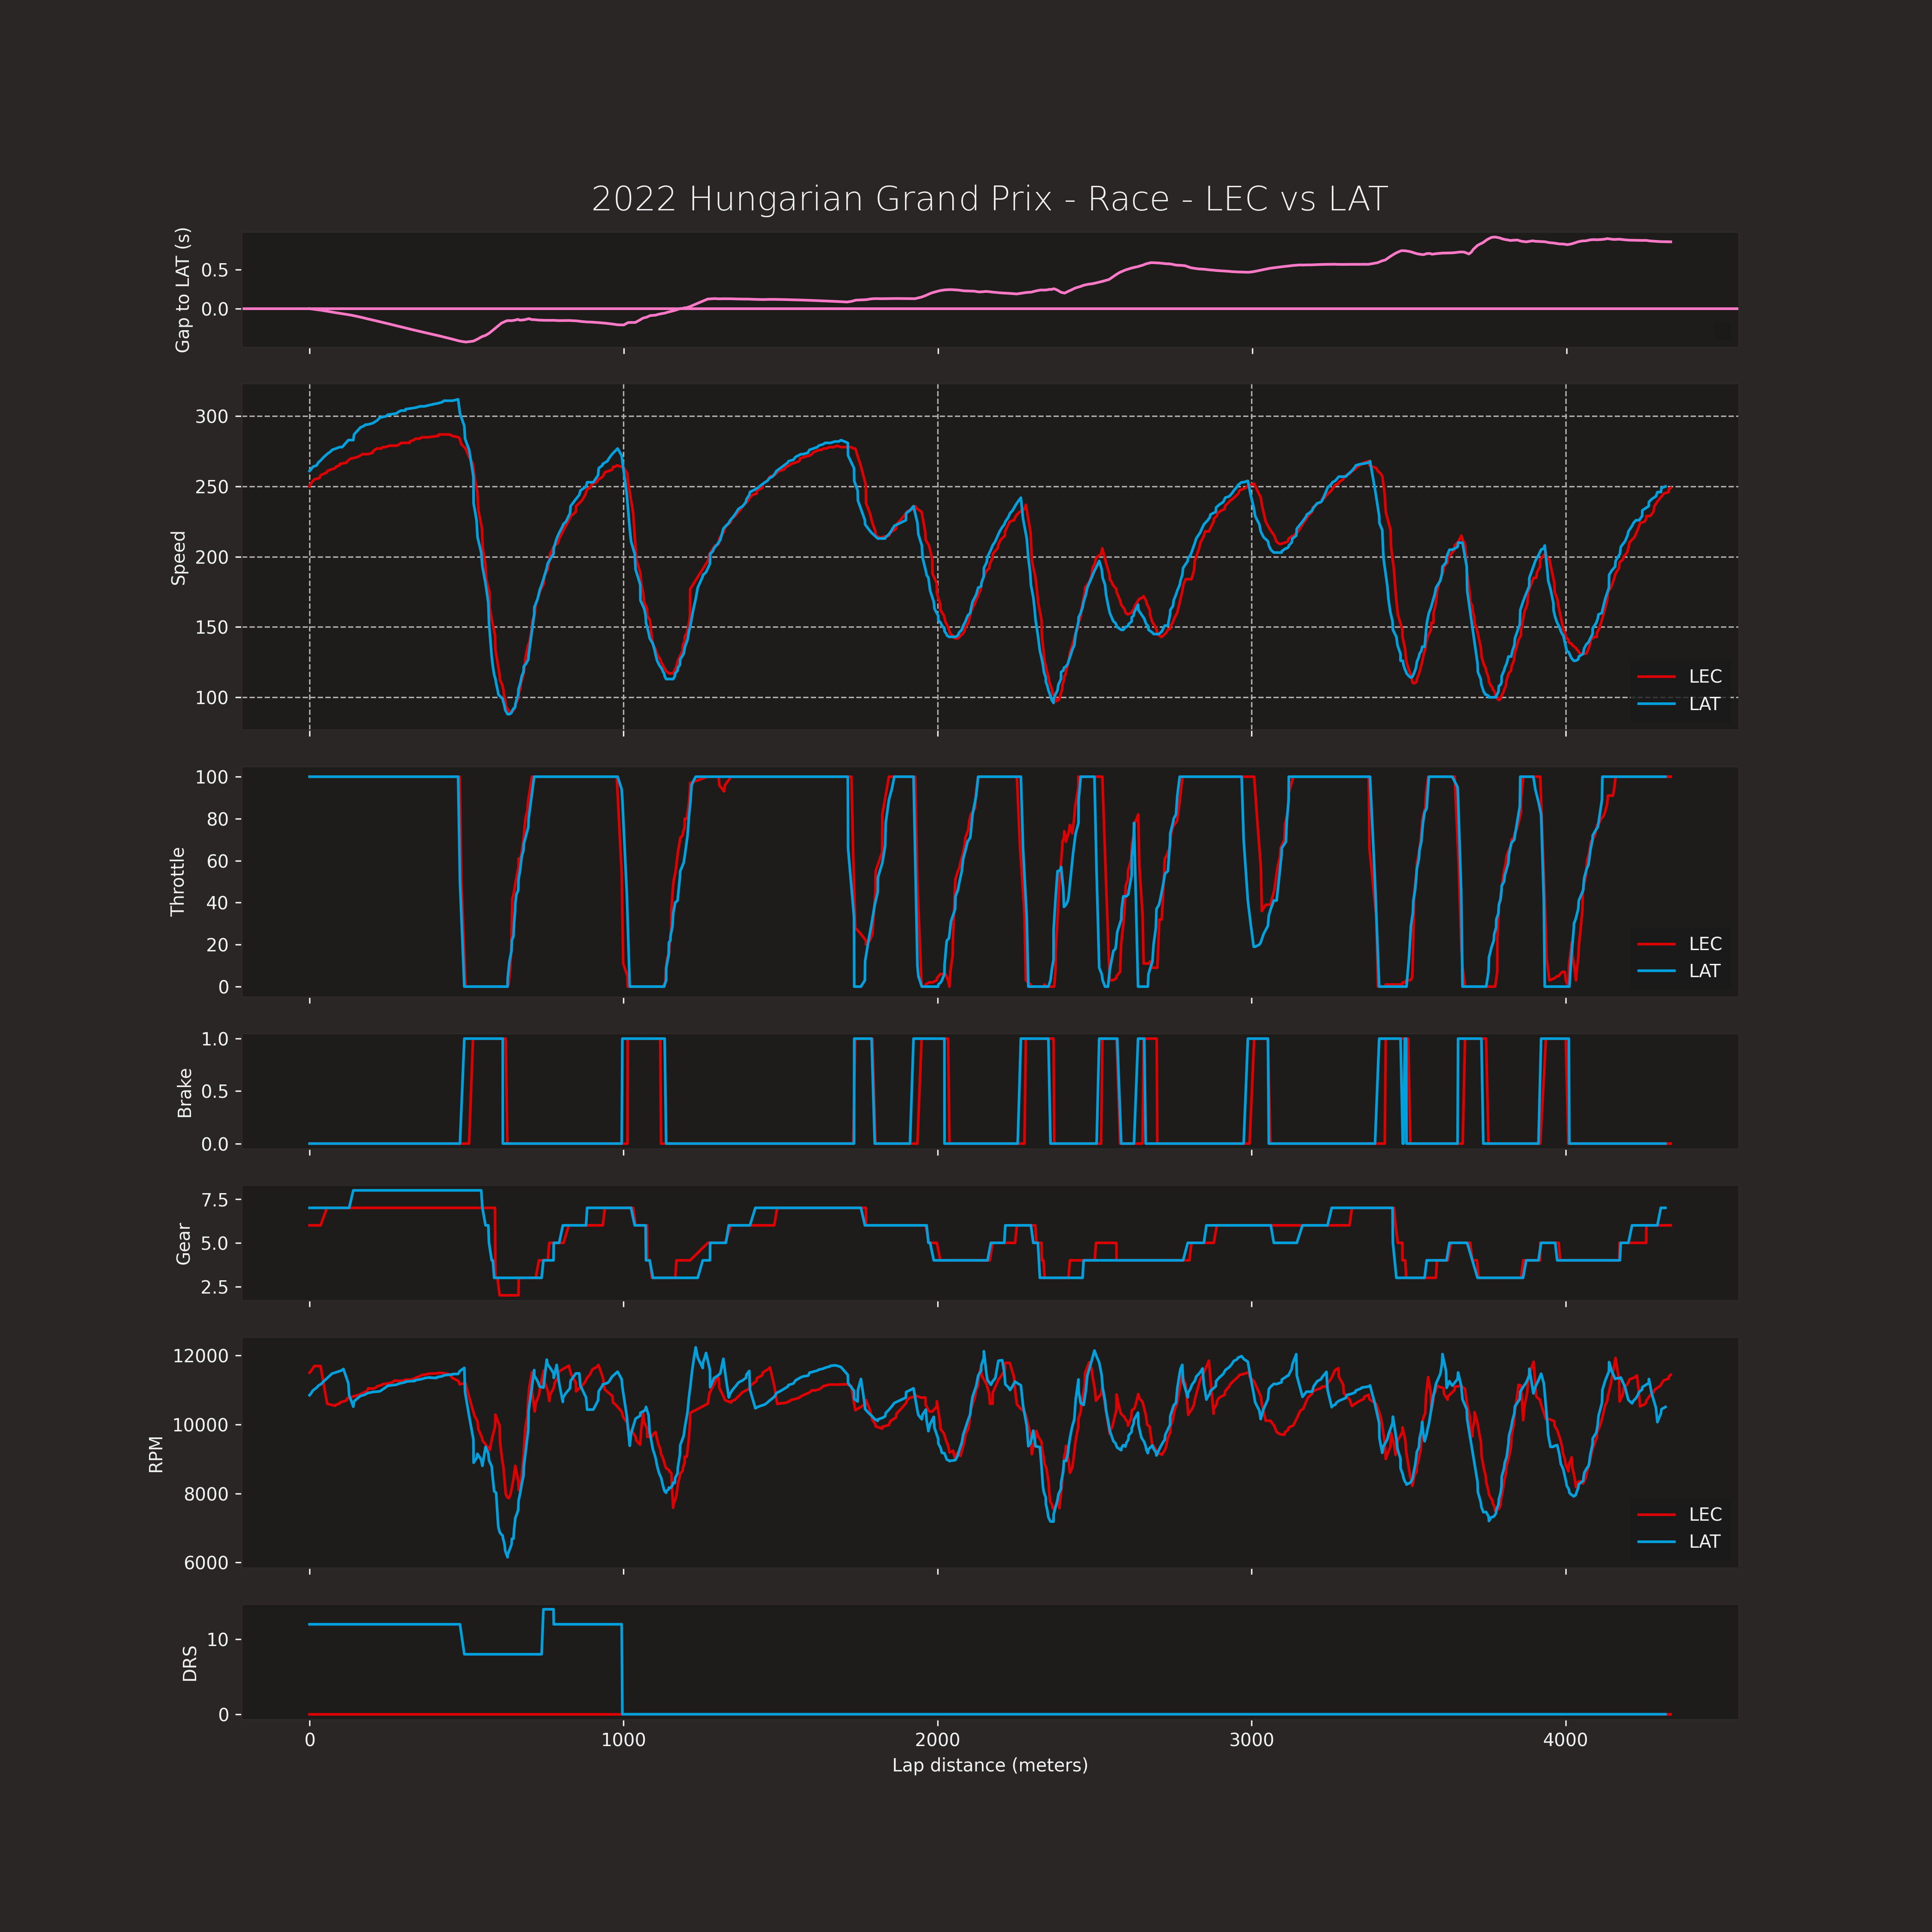 2022 Hungarian Grand Prix - Race - LEC vs LAT
Gap to LAT (s)
0.5
0.0
Speed
300
250
200
150
100
LEC
LAT
Throttle
100
80
60
40
20
0
LEC
LAT
Brake
1.0
0.5
0.0
Gear
7.5
5.0
2.5
RPM
12000
10000
8000
6000
LEC
LAT
DRS
10
0
0 1000 2000 3000 4000
Lap distance (meters)